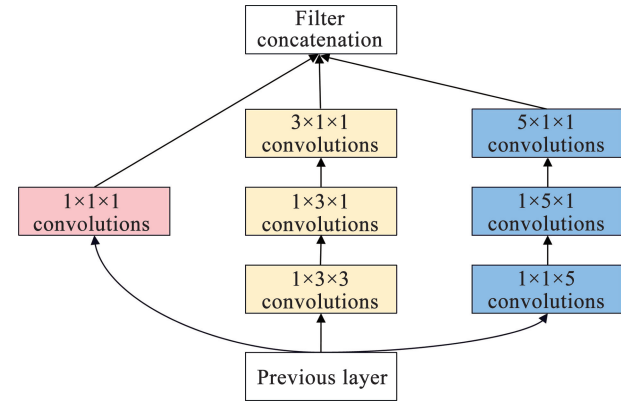 Filter
concatenation
3×1×1
convolutions
5×1×1
convolutions
1×1×1
convolutions
1×3×1
convolutions
1×5×1
convolutions
1×3×3
convolutions
1×1×5
convolutions
Previous layer